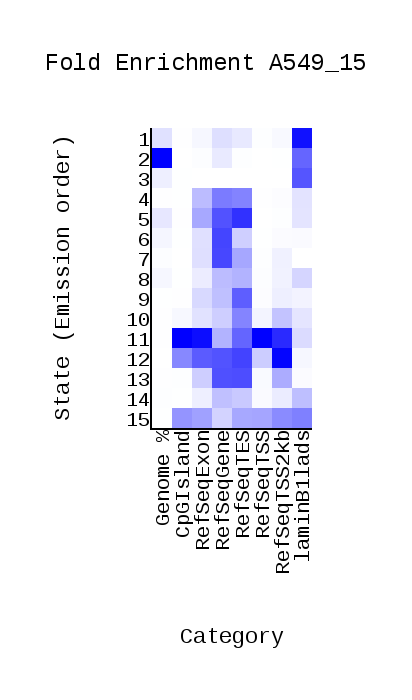 Fold Enrichment A549_15
State (Emission order)
1
2
3
4
5
6
7
8
9
10
11
12
13
14
15
Genome %
CpGIsland
RefSeqExon
RefSeqGene
RefSeqTES
RefSeqTSS
RefSeqTSS2kb
laminB1lads
Category